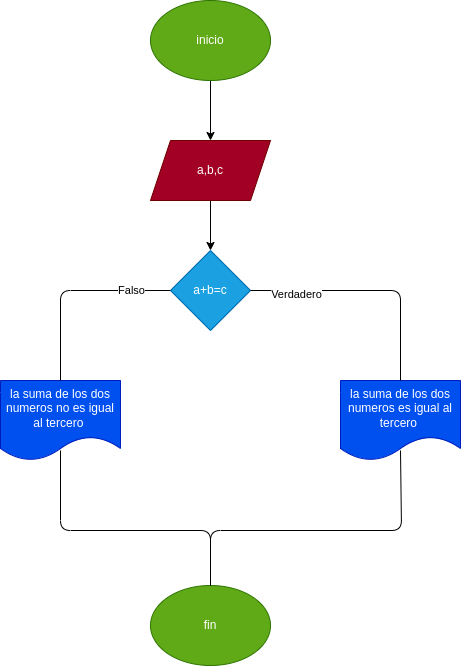 inicio
a,b,c
a+b=c
Falso
Verdadero
la suma de los dos
numeros no es igual
al tercero
la suma de los dos
numeros es igual al
tercero
fin